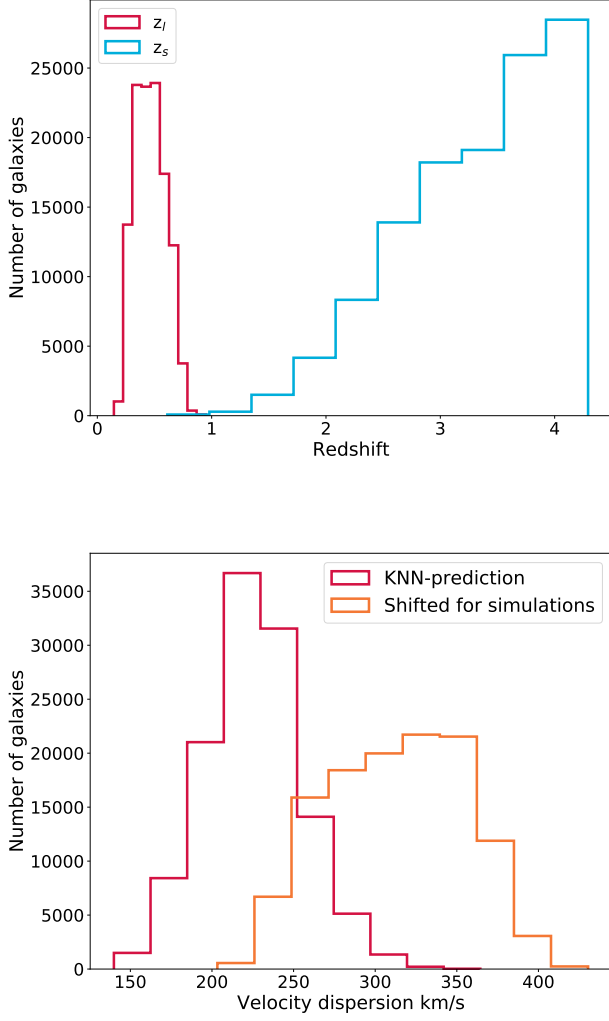 z_l
z_s
25000
20000
15000
10000
5000
0
Number of galaxies
0 1 2 3 4
Redshift
KNN-prediction
Shifted for simulations
35000
30000
25000
20000
15000
10000
5000
0
Number of galaxies
150 200 250 300 350 400
Velocity dispersion km/s